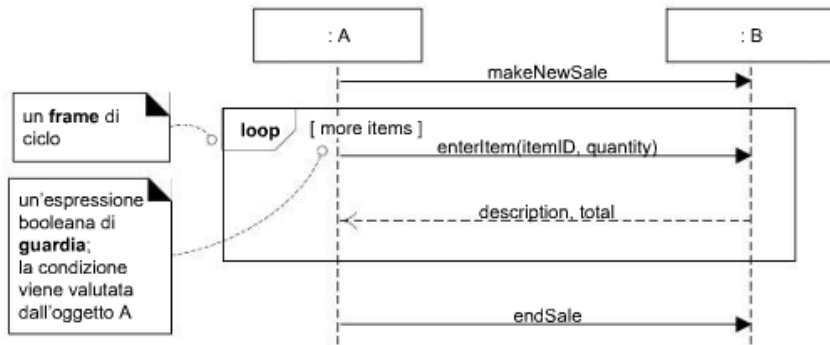 : A
: B
makeNewSale
un frame di
ciclo
loop
[ more items ]
enterItem(itemID, quantity)
un'espressione
booleana di
guardia;
la condizione
viene valutata
dall'oggetto A
description, total
endSale